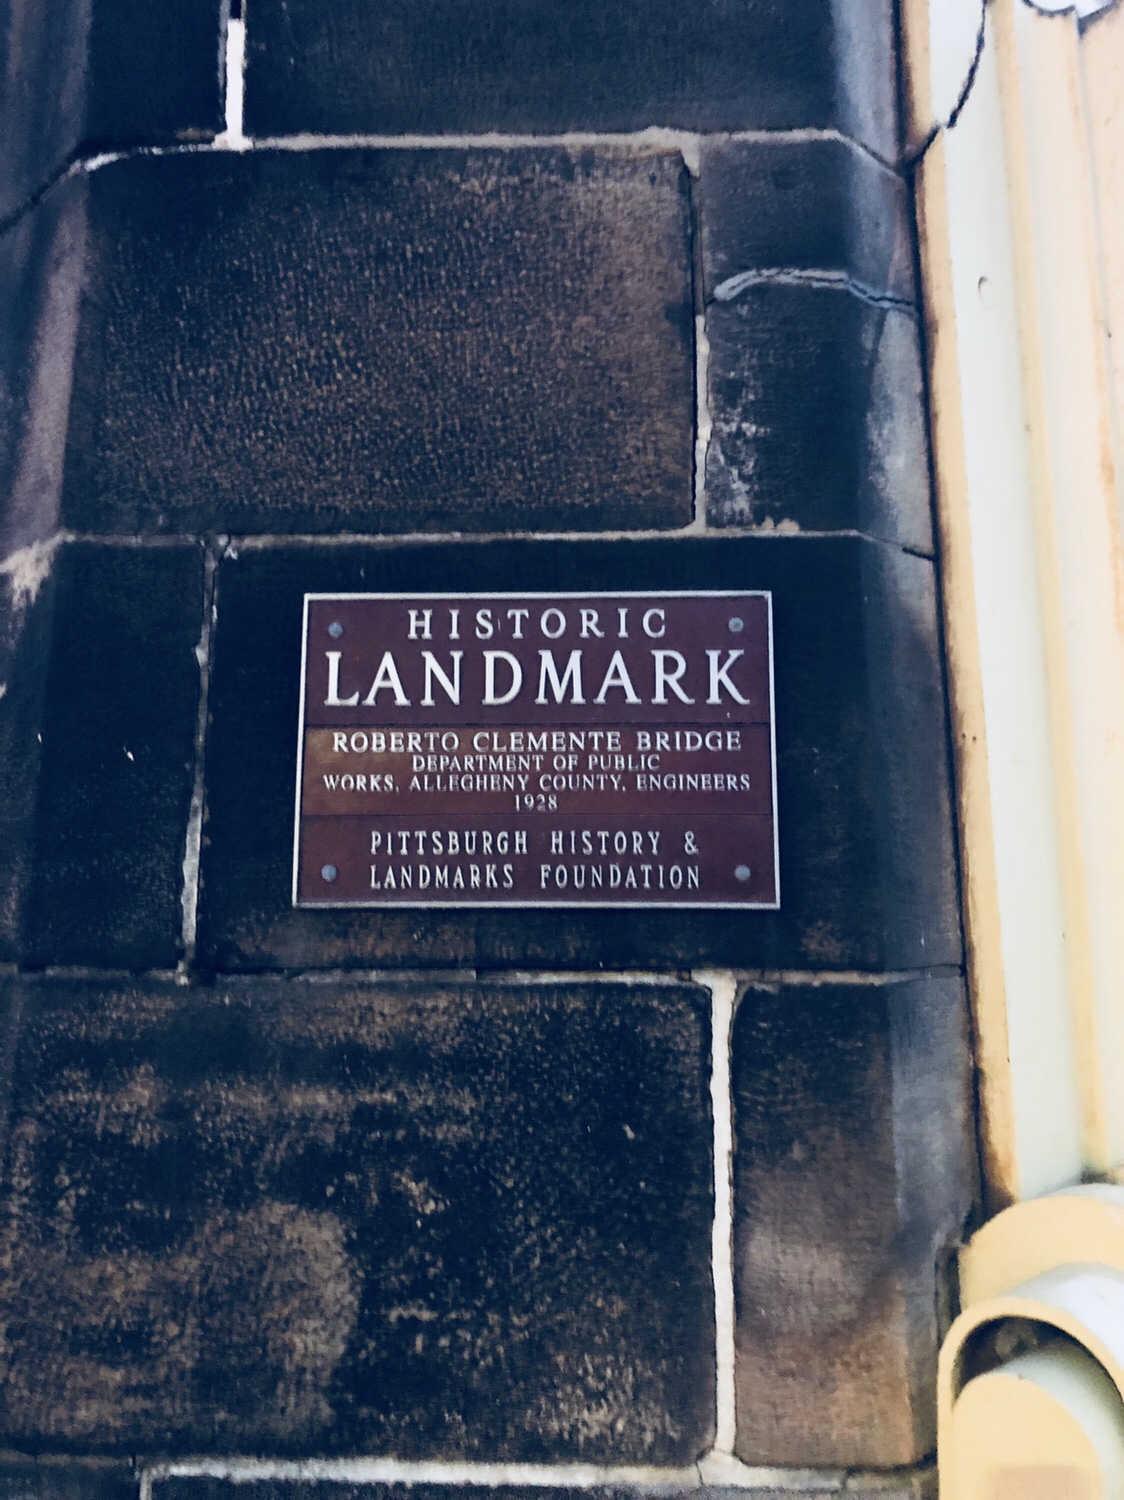 HISTORIC
LANDMARK
ROBERTO CLEMENTE BRIDGE
DEPARTMENT OF PUBLIC
WORKS, ALLEGHENY COUNTY, ENGINEERS
1928
PITTSBURGH HISTORY &
LANDMARKS FOUNDATION